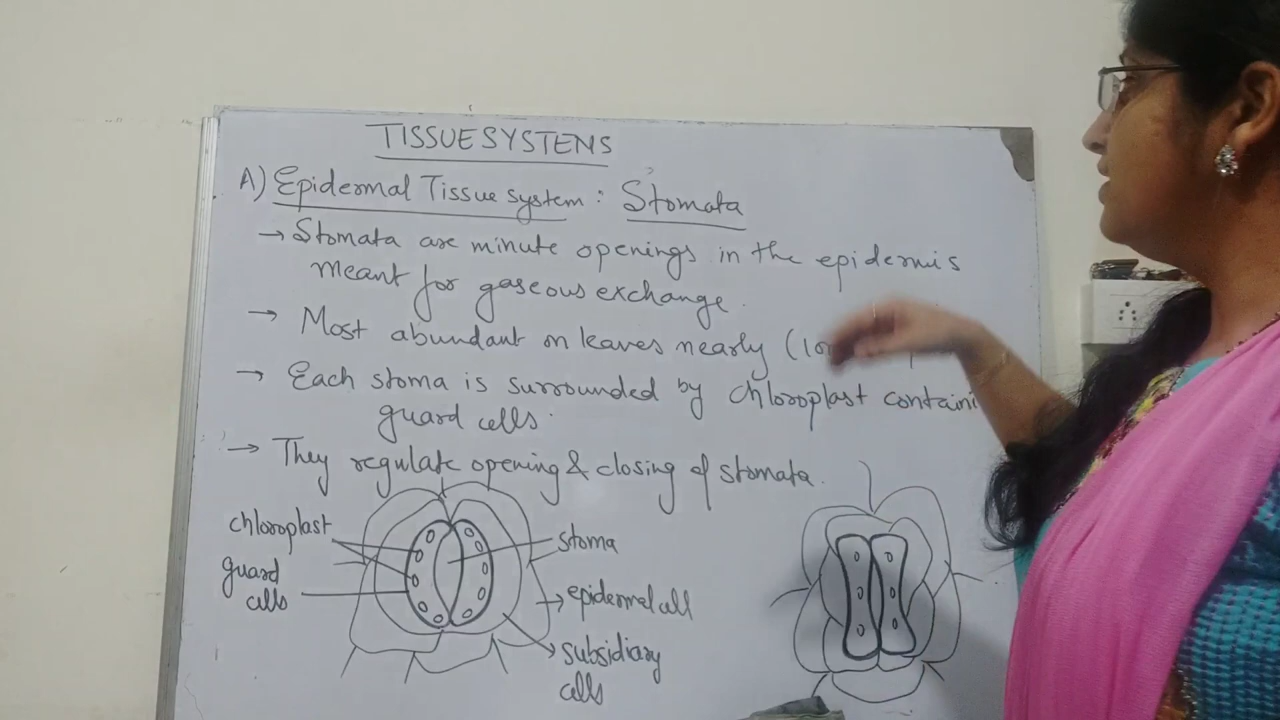 TISSUE SYSTEMS
A) Epidermal Tissue system : Stomata
→ Stomata are minute openings in the epidermis
meant for gaseous exchange.
→ Most abundant on leaves nearly
→ Each stoma is surrounded by chloroplast containi
guard cells.
→ They regulate opening & closing of stomata.
chloroplast
guard
cells
stoma
epidermal cell
subsidiary
cells